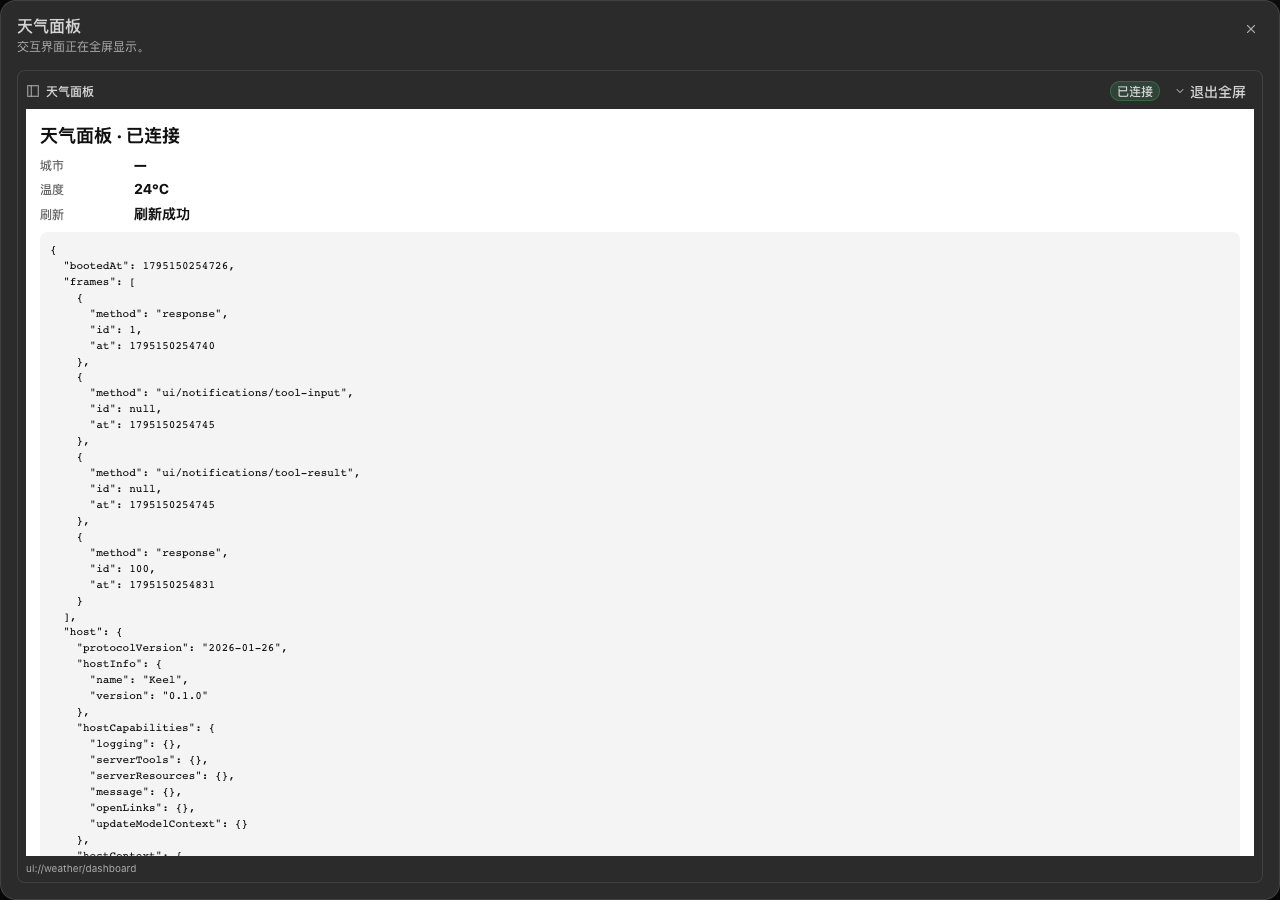 天气面板
交互界面正在全屏显示。
天气面板
已连接
退出全屏
天气面板 · 已连接
城市 —
温度 24°C
刷新 刷新成功
{
  "bootedAt": 1795150254726,
  "frames": [
    {
      "method": "response",
      "id": 1,
      "at": 1795150254740
    },
    {
      "method": "ui/notifications/tool-input",
      "id": null,
      "at": 1795150254745
    },
    {
      "method": "ui/notifications/tool-result",
      "id": null,
      "at": 1795150254745
    },
    {
      "method": "response",
      "id": 100,
      "at": 1795150254831
    }
  ],
  "host": {
    "protocolVersion": "2026-01-26",
    "hostInfo": {
      "name": "Keel",
      "version": "0.1.0"
    },
    "hostCapabilities": {
      "logging": {},
      "serverTools": {},
      "serverResources": {},
      "message": {},
      "openLinks": {},
      "updateModelContext": {}
    },
    "hostContext": {
ui://weather/dashboard